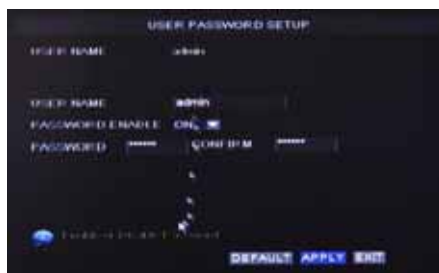 USER PASSWORD SETUP
USER NAME admin
USER NAME admin
PASSWORD ENABLE ON
PASSWORD ****** CONFIRM ******
DEFAULT APPLY EXIT